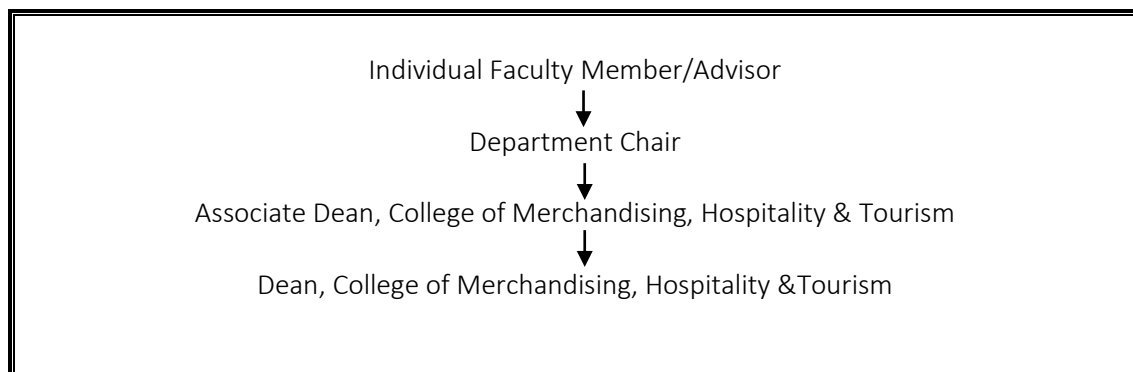 Individual Faculty Member/Advisor
Department Chair
Associate Dean, College of Merchandising, Hospitality & Tourism
Dean, College of Merchandising, Hospitality &Tourism